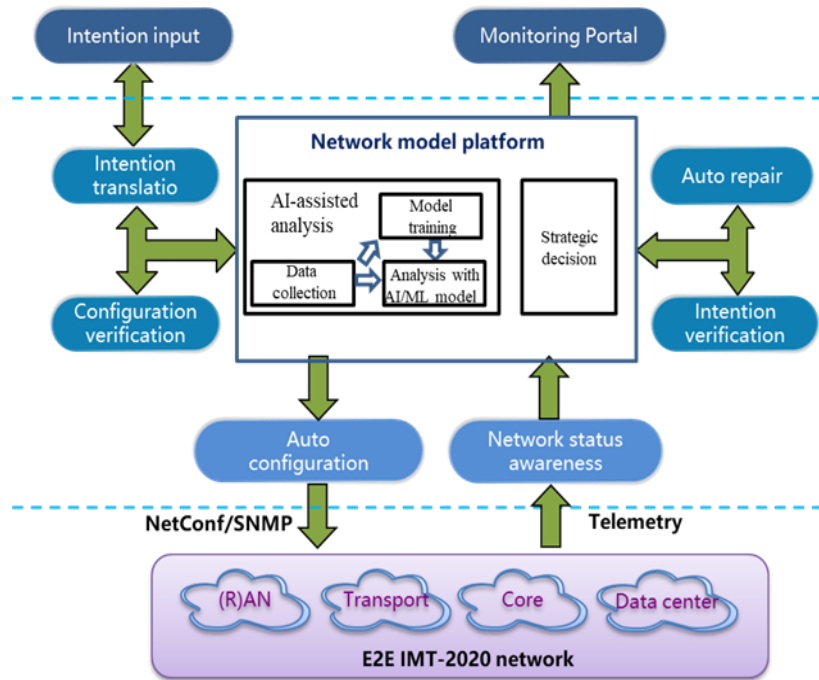 Intention input
Monitoring Portal
Network model platform
Intention
translatio
Auto repair
AI-assisted
analysis
Model
training
Strategic
decision
Data
collection
Analysis with
AI/ML model
Configuration
verification
Intention
verification
Auto
configuration
Network status
awareness
NetConf/SNMP
Telemetry
(R)AN
Transport
Core
Data center
E2E IMT-2020 network